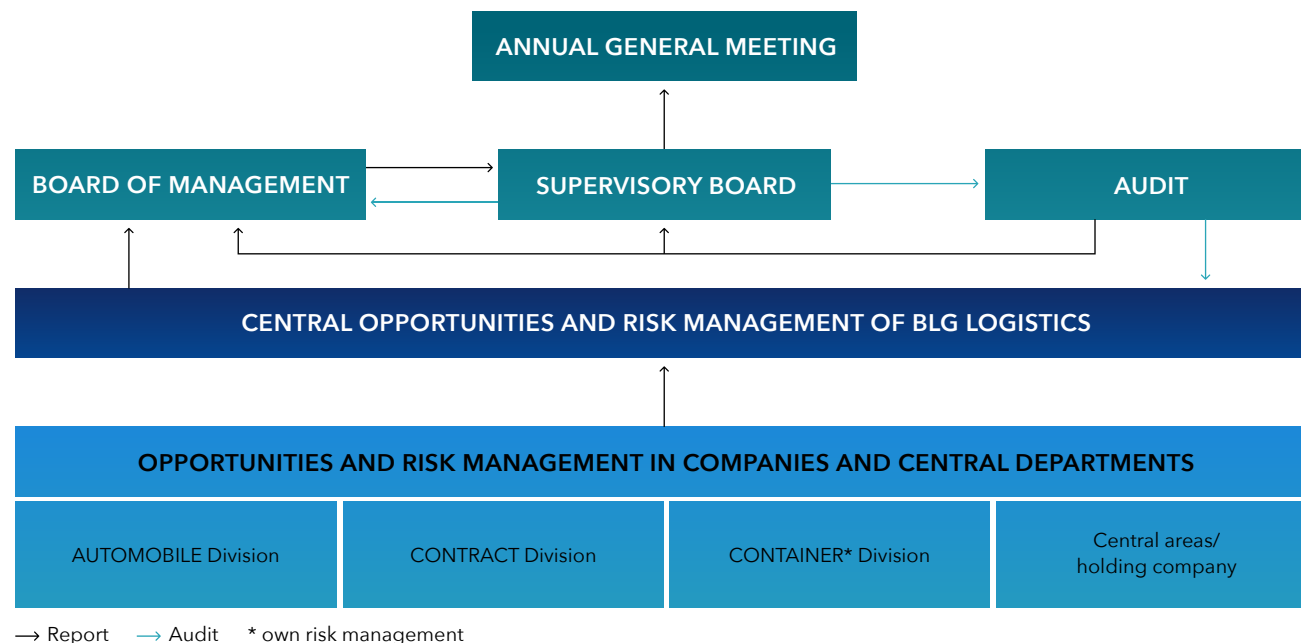 ANNUAL GENERAL MEETING
BOARD OF MANAGEMENT
SUPERVISORY BOARD
AUDIT
CENTRAL OPPORTUNITIES AND RISK MANAGEMENT OF BLG LOGISTICS
OPPORTUNITIES AND RISK MANAGEMENT IN COMPANIES AND CENTRAL DEPARTMENTS
AUTOMOBILE Division
CONTRACT Division
CONTAINER* Division
Central areas/
holding company
→ Report → Audit * own risk management